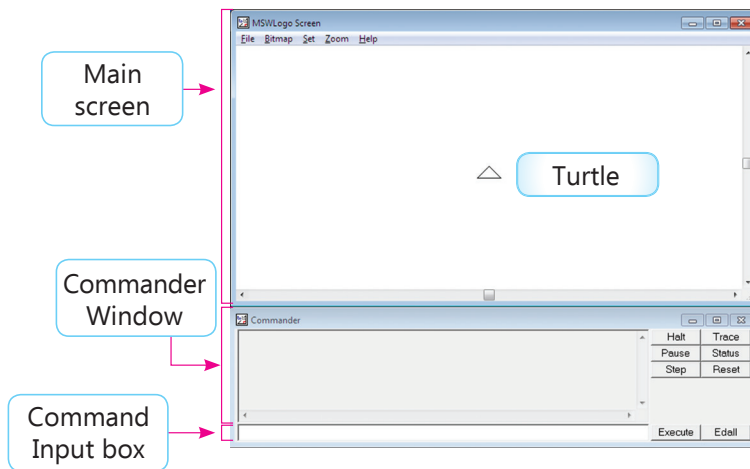 MSWLogo Screen
File Bitmap Set Zoom Help
Main
screen
Turtle
Commander
Window
Commander
Halt Trace
Pause Status
Step Reset
Command
Input box
Execute Edall